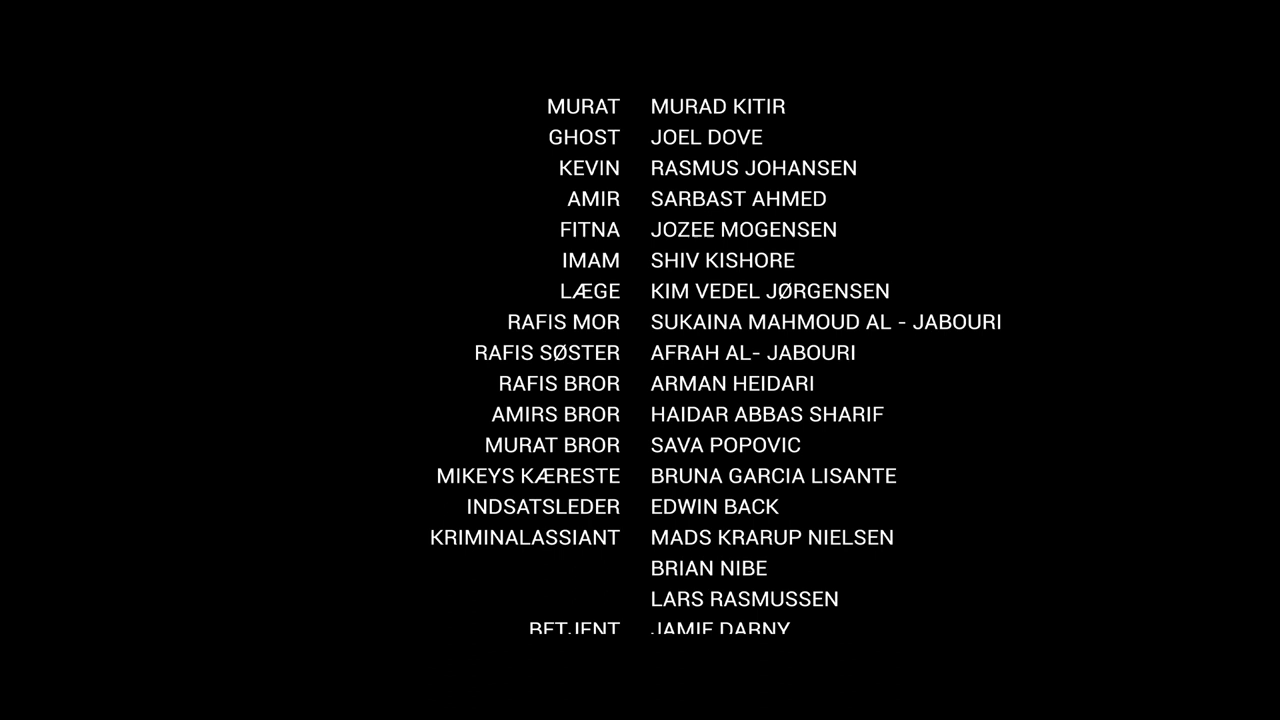 MURAT MURAD KITIR
GHOST JOEL DOVE
KEVIN RASMUS JOHANSEN
AMIR SARBAST AHMED
FITNA JOZEE MOGENSEN
IMAM SHIV KISHORE
LÆGE KIM VEDEL JØRGENSEN
RAFIS MOR SUKAINA MAHMOUD AL - JABOURI
RAFIS SØSTER AFRAH AL- JABOURI
RAFIS BROR ARMAN HEIDARI
AMIRS BROR HAIDAR ABBAS SHARIF
MURAT BROR SAVA POPOVIC
MIKEYS KÆRESTE BRUNA GARCIA LISANTE
INDSATSLEDER EDWIN BACK
KRIMINALASSIANT MADS KRARUP NIELSEN
BRIAN NIBE
LARS RASMUSSEN
BETJENT JAMIE DARNY